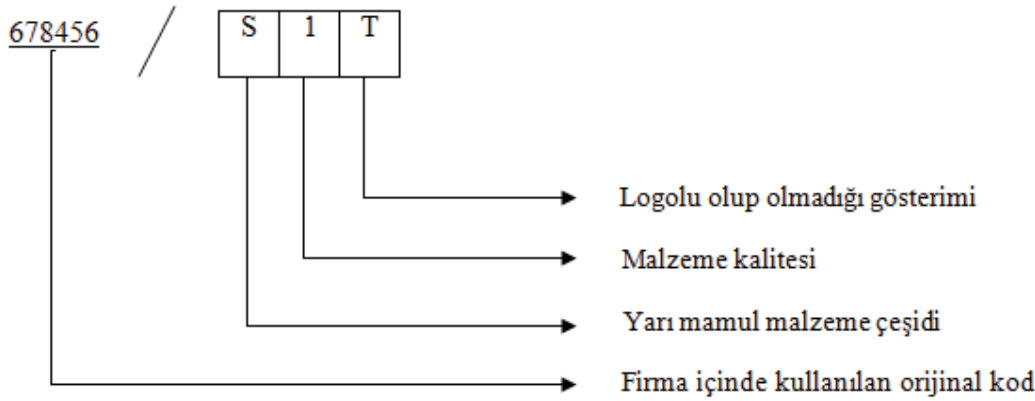 678456 / S 1 T
Logolu olup olmadığı gösterimi
Malzeme kalitesi
Yarı mamul malzeme çeşidi
Firma içinde kullanılan orijinal kod